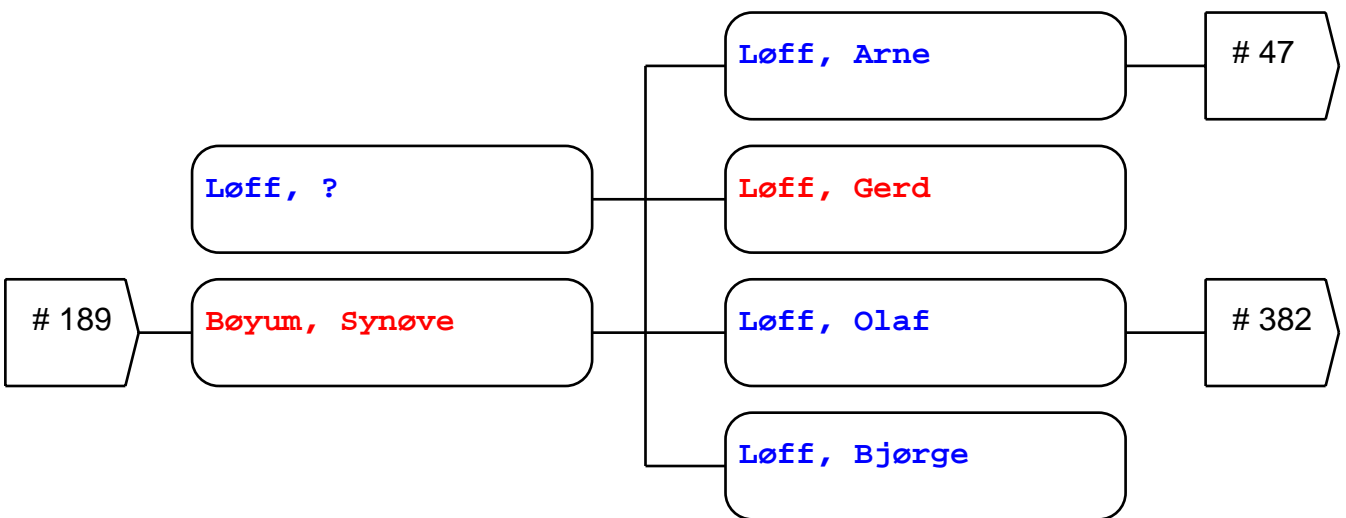 Løff, Arne
# 47
Løff, ?
Løff, Gerd
# 189
Bøyum, Synøve
Løff, Olaf
# 382
Løff, Bjørge